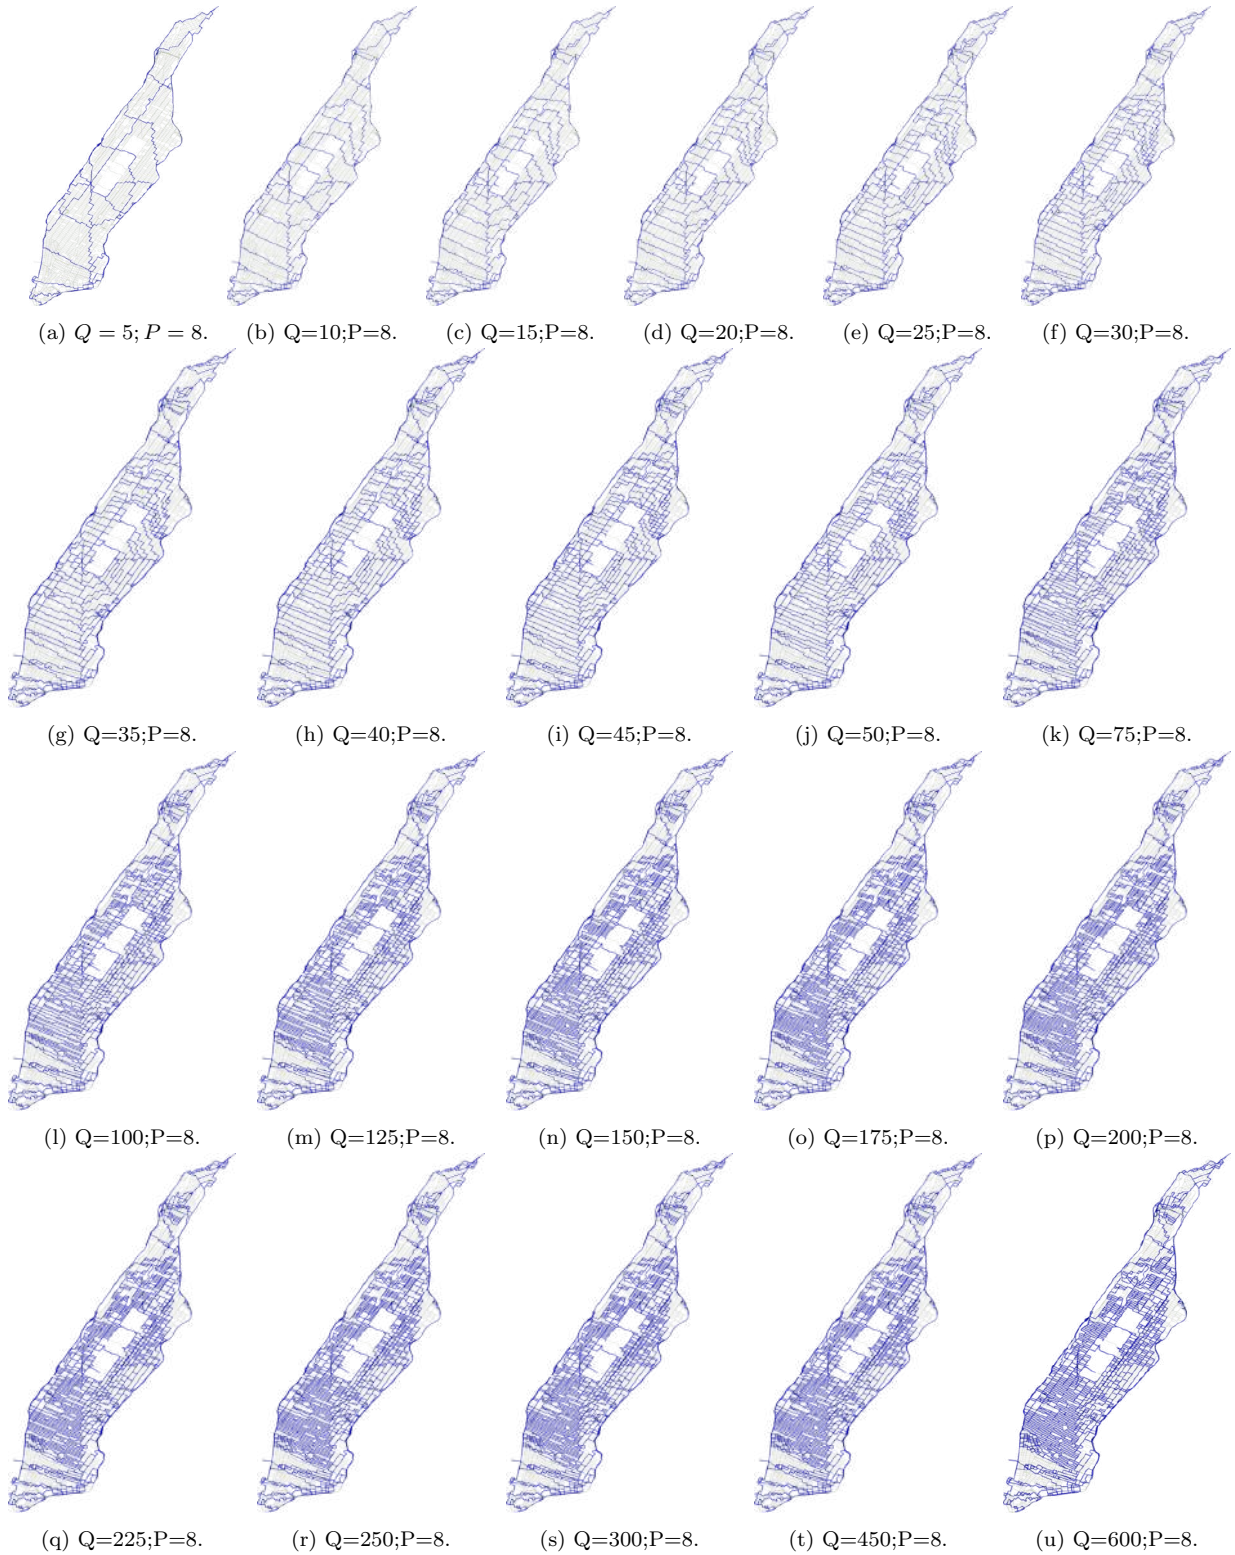 (a) Q = 5; P = 8.
(b) Q=10;P=8.
(c) Q=15;P=8.
(d) Q=20;P=8.
(e) Q=25;P=8.
(f) Q=30;P=8.
(g) Q=35;P=8.
(h) Q=40;P=8.
(i) Q=45;P=8.
(j) Q=50;P=8.
(k) Q=75;P=8.
(l) Q=100;P=8.
(m) Q=125;P=8.
(n) Q=150;P=8.
(o) Q=175;P=8.
(p) Q=200;P=8.
(q) Q=225;P=8.
(r) Q=250;P=8.
(s) Q=300;P=8.
(t) Q=450;P=8.
(u) Q=600;P=8.